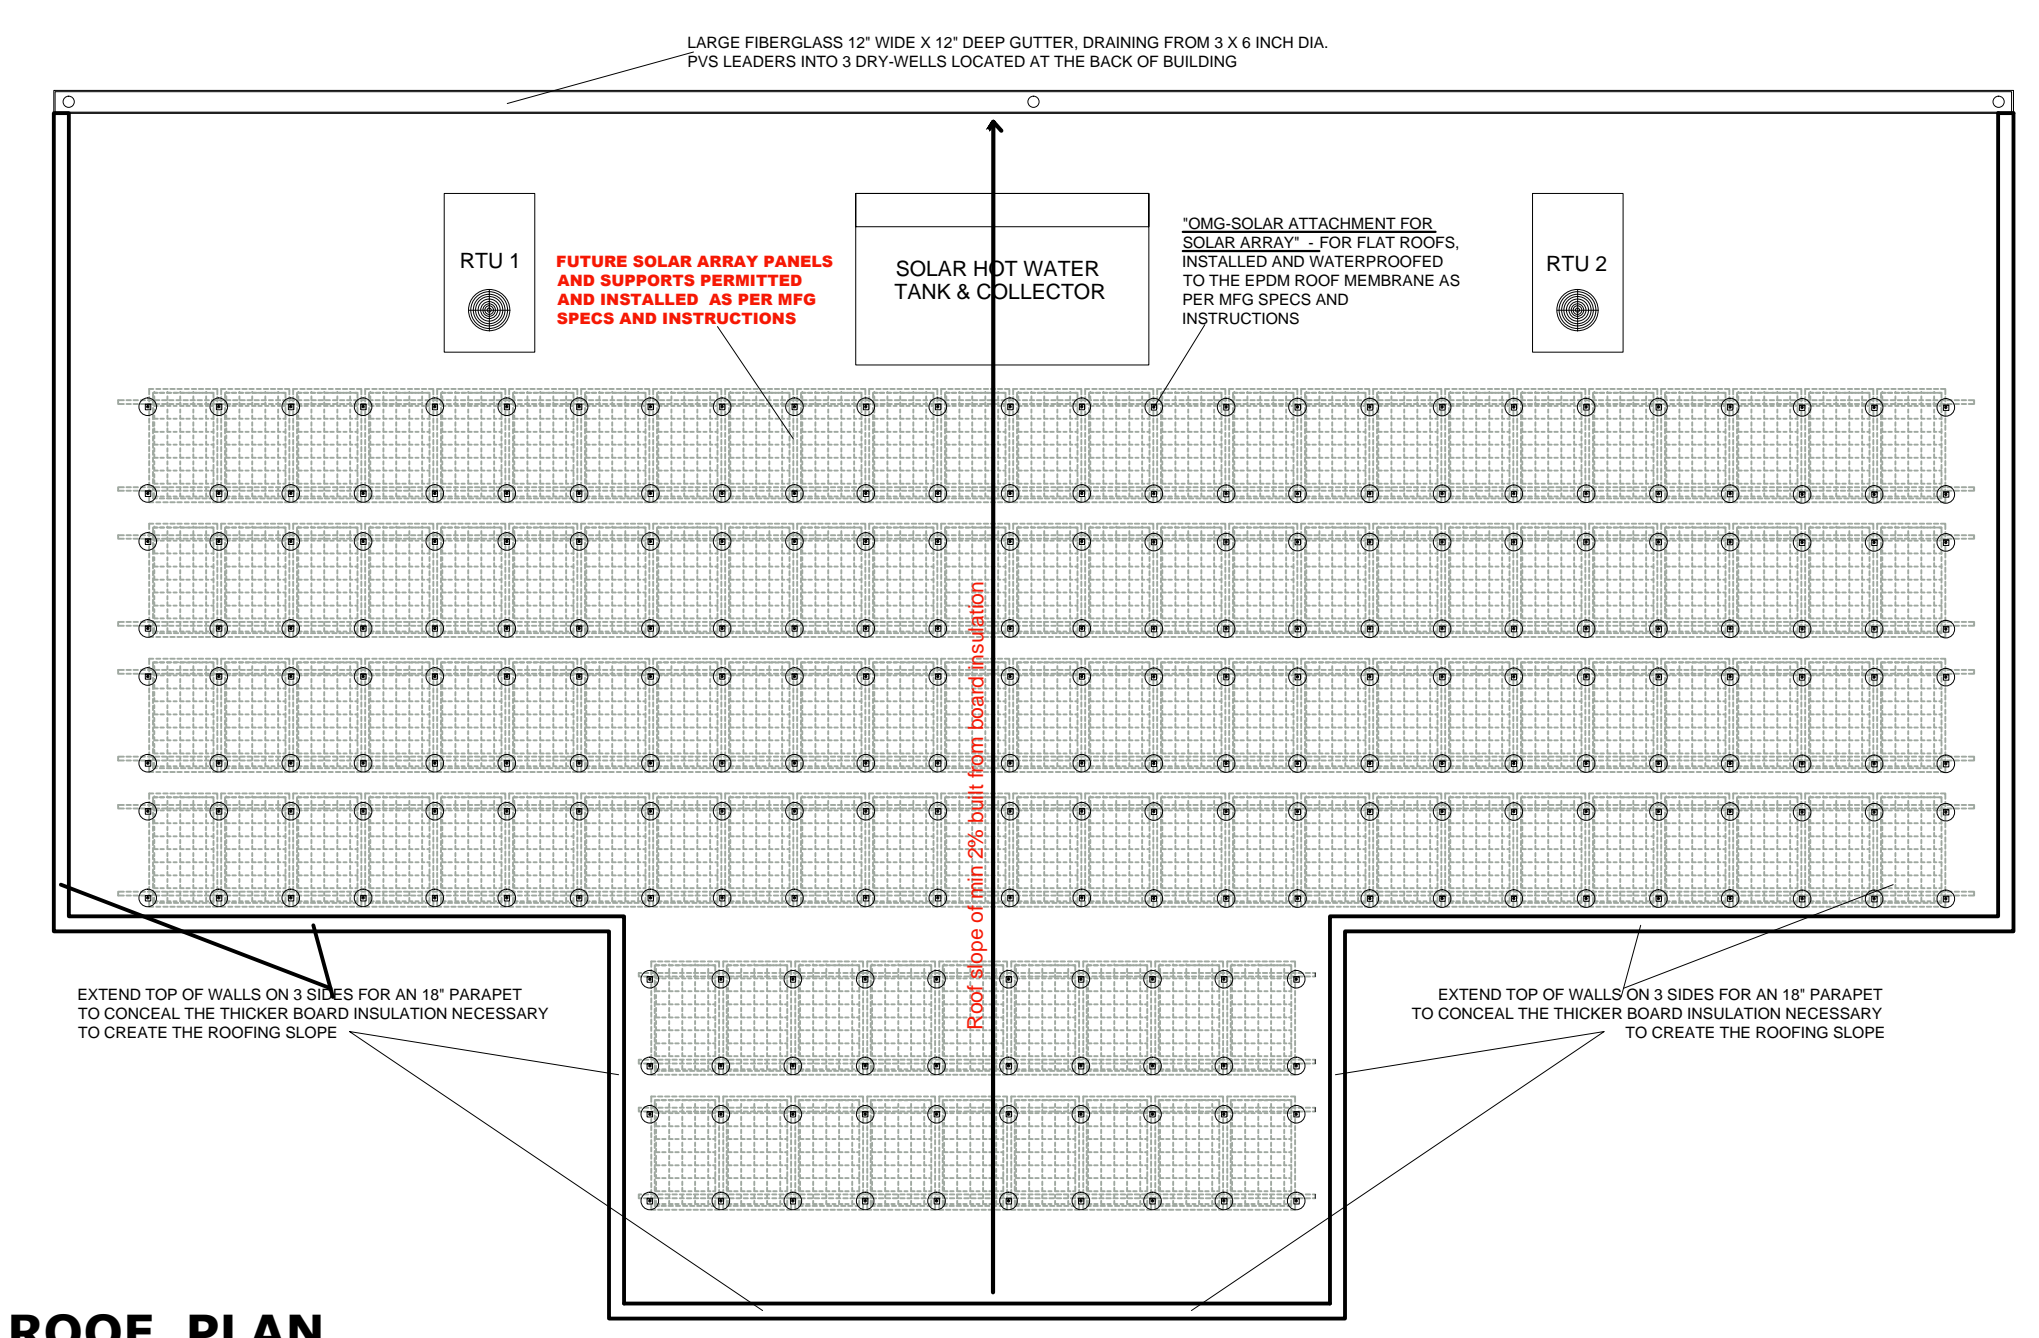 LARGE FIBERGLASS 12" WIDE X 12" DEEP GUTTER, DRAINING FROM 3 X 6 INCH DIA.
PVS LEADERS INTO 3 DRY-WELLS LOCATED AT THE BACK OF BUILDING
RTU 1
FUTURE SOLAR ARRAY PANELS
AND SUPPORTS PERMITTED
AND INSTALLED AS PER MFG
SPECS AND INSTRUCTIONS
SOLAR HOT WATER
TANK & COLLECTOR
"OMG-SOLAR ATTACHMENT FOR
SOLAR ARRAY" - FOR FLAT ROOFS,
INSTALLED AND WATERPROOFED
TO THE EPDM ROOF MEMBRANE AS
PER MFG SPECS AND
INSTRUCTIONS
RTU 2
Roof slope of min 2% built from board insulation
EXTEND TOP OF WALLS ON 3 SIDES FOR AN 18" PARAPET
TO CONCEAL THE THICKER BOARD INSULATION NECESSARY
TO CREATE THE ROOFING SLOPE
EXTEND TOP OF WALLS ON 3 SIDES FOR AN 18" PARAPET
TO CONCEAL THE THICKER BOARD INSULATION NECESSARY
TO CREATE THE ROOFING SLOPE
ROOF PLAN